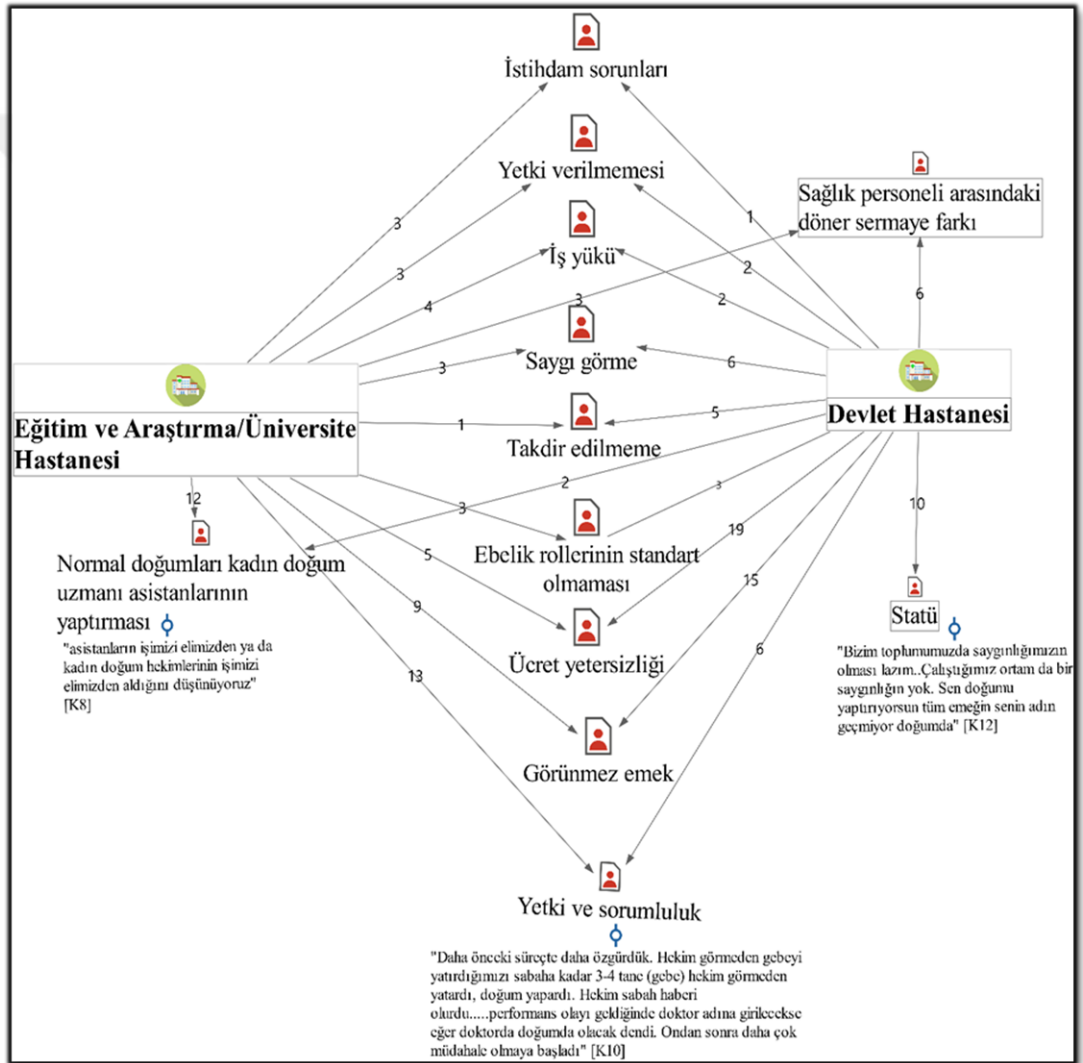 İstihdam sorunları
Yetki verilmemesi
Sağlık personeli arasındaki
döner sermaye farkı
3
1
İş yükü
3
2
4
2
3
6
Saygı görme
3
6
Eğitim ve Araştırma/Üniversite
Hastanesi
Devlet Hastanesi
1
5
Takdir edilmeme
12
3
2
3
10
Normal doğumları kadın doğum
uzmanı asistanlarının
yaptırması
"asistanların işimizi elimizden ya da
kadın doğum hekimlerinin işimizi
elimizden aldığını düşünüyoruz"
[K8]
Ebelik rollerinin standart
olmaması
5
19
9
15
Ücret yetersizliği
Statü
"Bizim toplumumuzda saygınlığımızın
olması lazım..Çalıştığımız ortam da bir
saygınlığın yok. Sen doğumu
yaptırıyorsun tüm emeğin senin adın
geçmiyor doğumda" [K12]
13
6
Görünmez emek
Yetki ve sorumluluk
"Daha önceki süreçte daha özgürdük. Hekim görmeden gebeyi
yatırdığımızı sabaha kadar 3-4 tane (gebe) hekim görmeden
yatardı, doğum yapardı. Hekim sabah haberi
olurdu.....performans olayı geldiğinde doktor adına girilecekse
eğer doktorda doğumda olacak dendi. Ondan sonra daha çok
müdahale olmaya başladı" [K10]